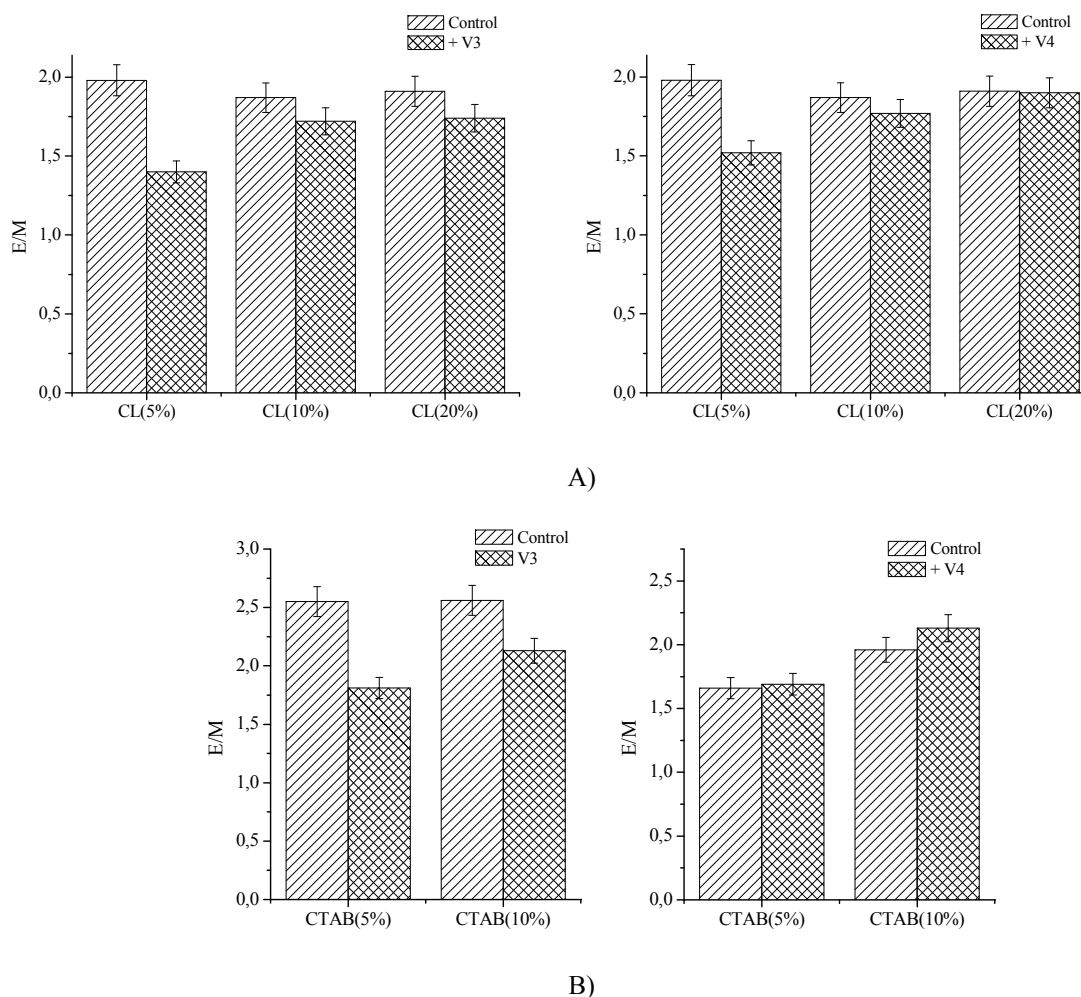 Control
+ V3
2,0
1,5
1,0
0,5
0,0
E/M
CL(5%)
CL(10%)
CL(20%)
Control
+ V4
2,0
1,5
1,0
0,5
0,0
E/M
CL(5%)
CL(10%)
CL(20%)
A)
Control
V3
3,0
2,5
2,0
1,5
1,0
0,5
0,0
E/M
CTAB(5%)
CTAB(10%)
Control
+ V4
2,5
2,0
1,5
1,0
0,5
0,0
E/M
CTAB(5%)
CTAB(10%)
B)